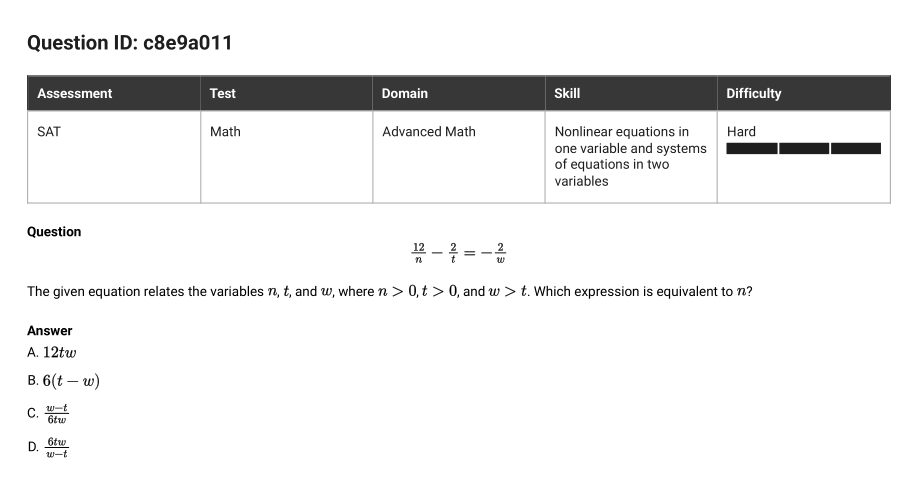 Question ID: c8e9a011
Assessment Test Domain Skill Difficulty
SAT Math Advanced Math Nonlinear equations in Hard
one variable and systems
of equations in two
variables
Question
12/n − 2/t = −2/w
The given equation relates the variables n, t, and w, where n > 0, t > 0, and w > t. Which expression is equivalent to n?
Answer
A. 12tw
B. 6(t − w)
C. w−t/6tw
D. 6tw/w−t